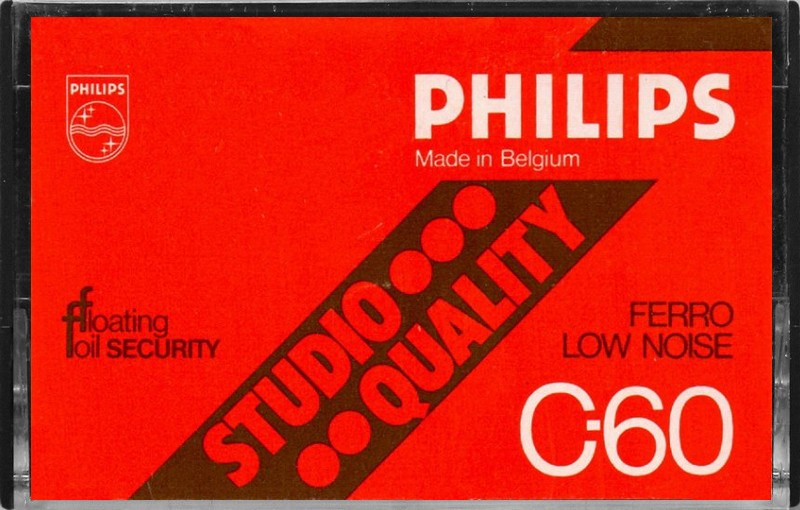 PHILIPS
PHILIPS
Made in Belgium
STUDIO
QUALITY
floating
foil SECURITY
FERRO
LOW NOISE
C-60